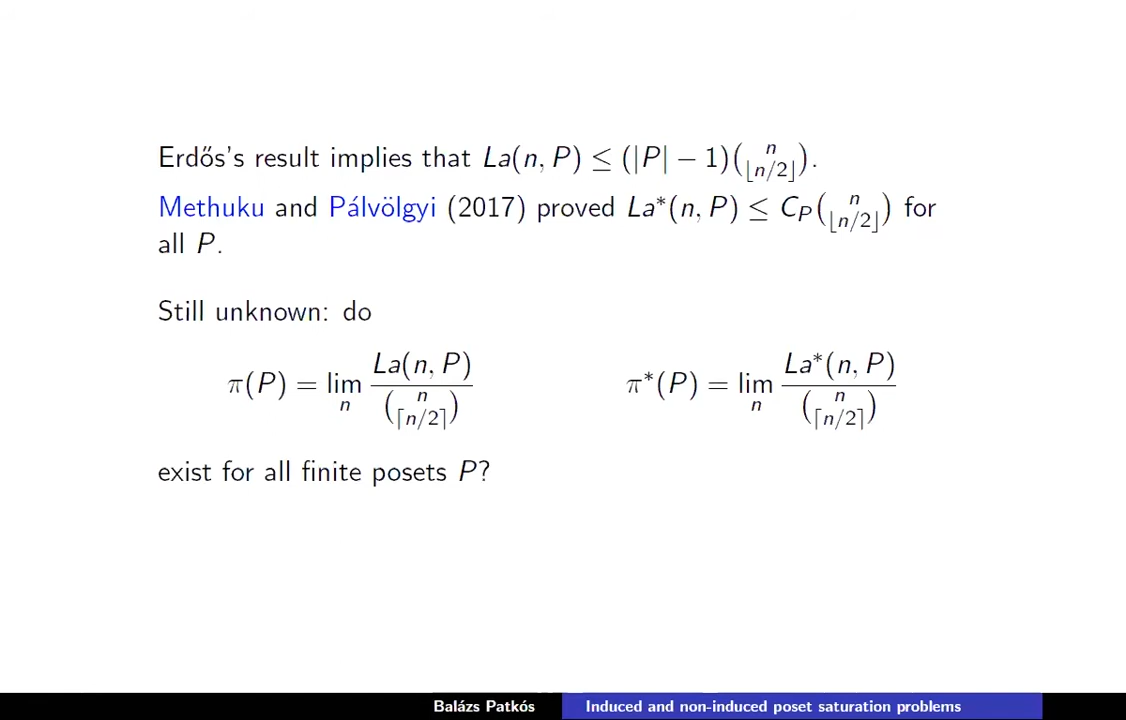 Erdős's result implies that La(n, P) ≤ (|P| − 1)(n ⌊n/2⌋).
Methuku and Pálvölgyi (2017) proved La*(n, P) ≤ C_P(n ⌊n/2⌋) for
all P.
Still unknown: do
π(P) = lim_n La(n, P) / (n ⌈n/2⌉)    π*(P) = lim_n La*(n, P) / (n ⌈n/2⌉)
exist for all finite posets P?
Balázs Patkós    Induced and non-induced poset saturation problems